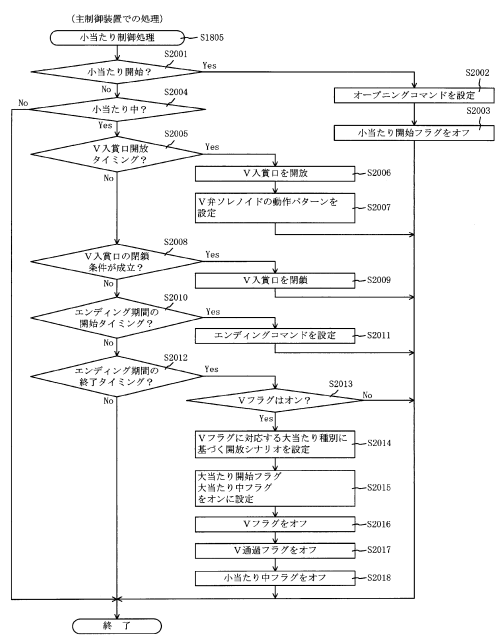 (主制御装置での処理)
小当たり制御処理
S1805
S2001
小当たり開始?
Yes
No
S2002
オープニングコマンドを設定
S2003
小当たり開始フラグをオフ
S2004
No
小当たり中?
Yes
S2005
V入賞口開放
タイミング?
Yes
No
V入賞口を開放
S2006
V弁ソレノイドの動作パターンを
設定
S2007
S2008
V入賞口の閉鎖
条件が成立?
Yes
No
V入賞口を閉鎖
S2009
S2010
エンディング期間の
開始タイミング?
Yes
No
エンディングコマンドを設定
S2011
S2012
エンディング期間の
終了タイミング?
Yes
No
S2013
Vフラグはオン?
No
Yes
Vフラグに対応する大当たり種別に
基づく開放シナリオを設定
S2014
大当たり開始フラグ
大当たり中フラグ
をオンに設定
S2015
Vフラグをオフ
S2016
V通過フラグをオフ
S2017
小当たり中フラグをオフ
S2018
終 了